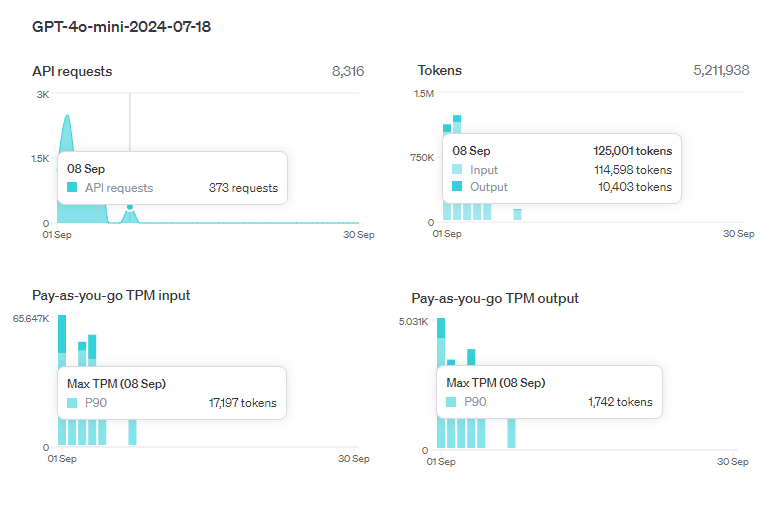 GPT-4o-mini-2024-07-18
API requests 8,316
3K
1.5K
08 Sep
API requests 373 requests
0
01 Sep 30 Sep
Tokens 5,211,938
1.5M
750K
08 Sep 125,001 tokens
Input 114,598 tokens
Output 10,403 tokens
0
01 Sep 30 Sep
Pay-as-you-go TPM input
65.647K
Max TPM (08 Sep)
P90 17,197 tokens
0
01 Sep 30 Sep
Pay-as-you-go TPM output
5.031K
Max TPM (08 Sep)
P90 1,742 tokens
0
01 Sep 30 Sep